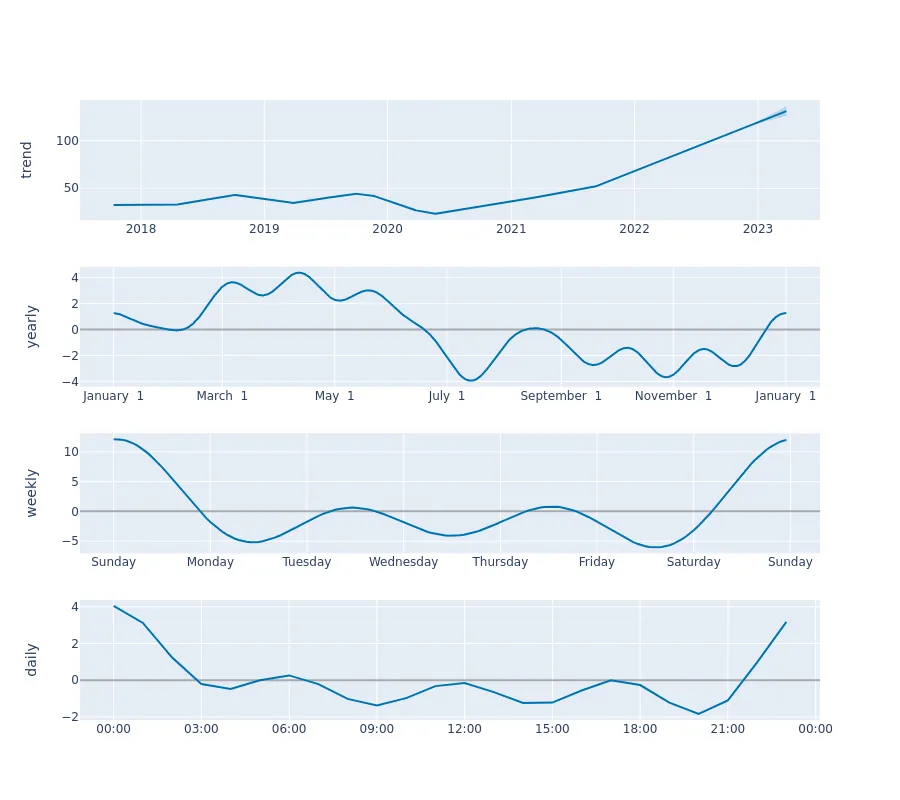 trend
100
50
2018 2019 2020 2021 2022 2023
yearly
4
2
0
−2
−4
January 1 March 1 May 1 July 1 September 1 November 1 January 1
weekly
10
5
0
−5
Sunday Monday Tuesday Wednesday Thursday Friday Saturday Sunday
daily
4
2
0
−2
00:00 03:00 06:00 09:00 12:00 15:00 18:00 21:00 00:00